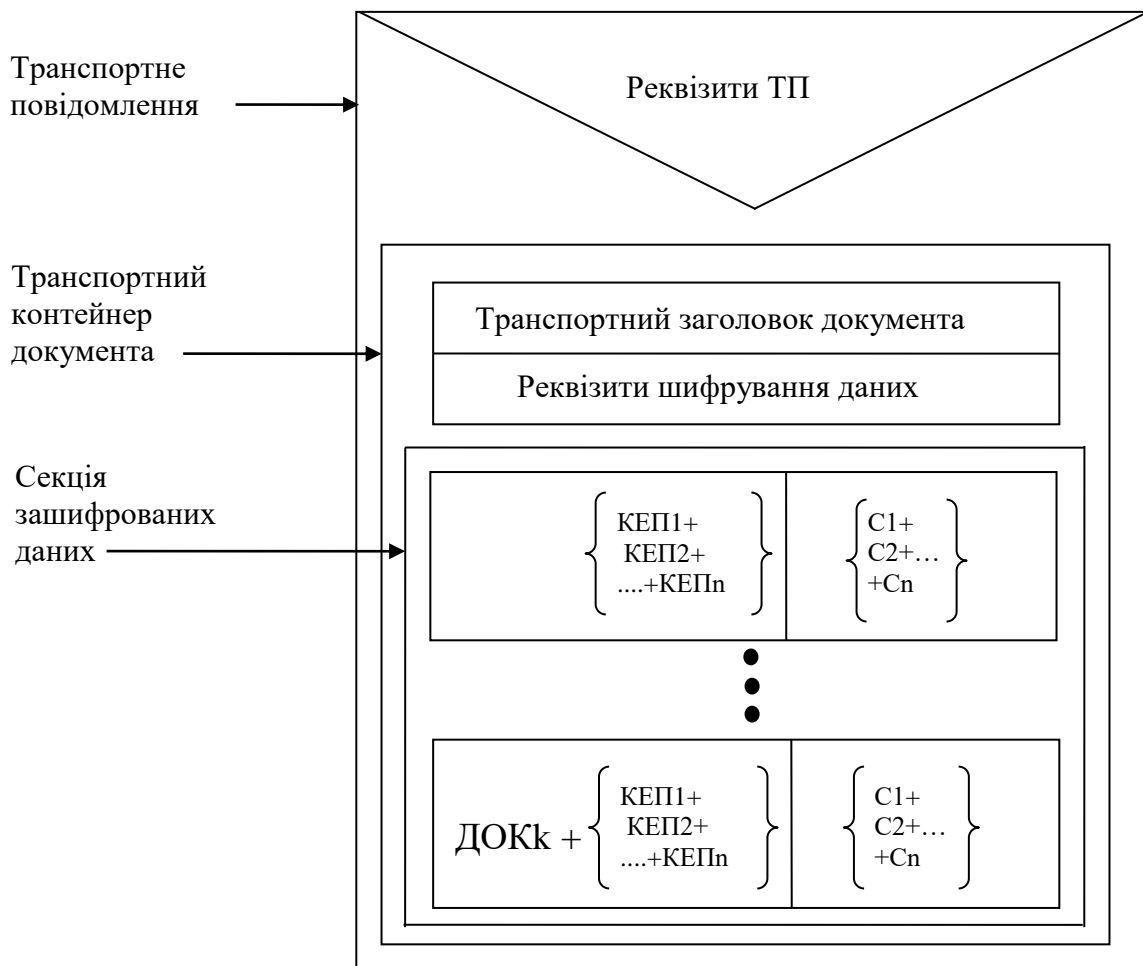 Транспортне
повідомлення
Реквізити ТП
Транспортний
контейнер
документа
Транспортний заголовок документа
Реквізити шифрування даних
Секція
зашифрованих
даних
КЕП1+
КЕП2+
....+КЕПn
С1+
С2+...
+Сn
ДОКk +
КЕП1+
КЕП2+
....+КЕПn
С1+
С2+...
+Сn